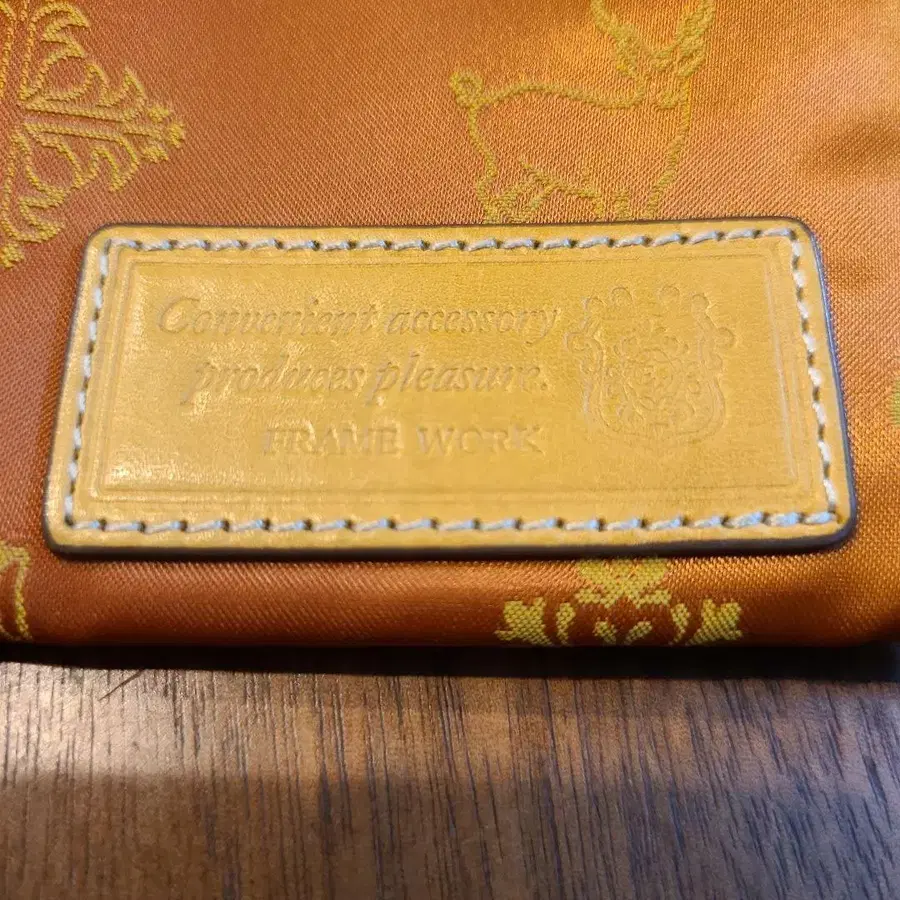 Convenient accessory
produces pleasure.
FRAME WORK